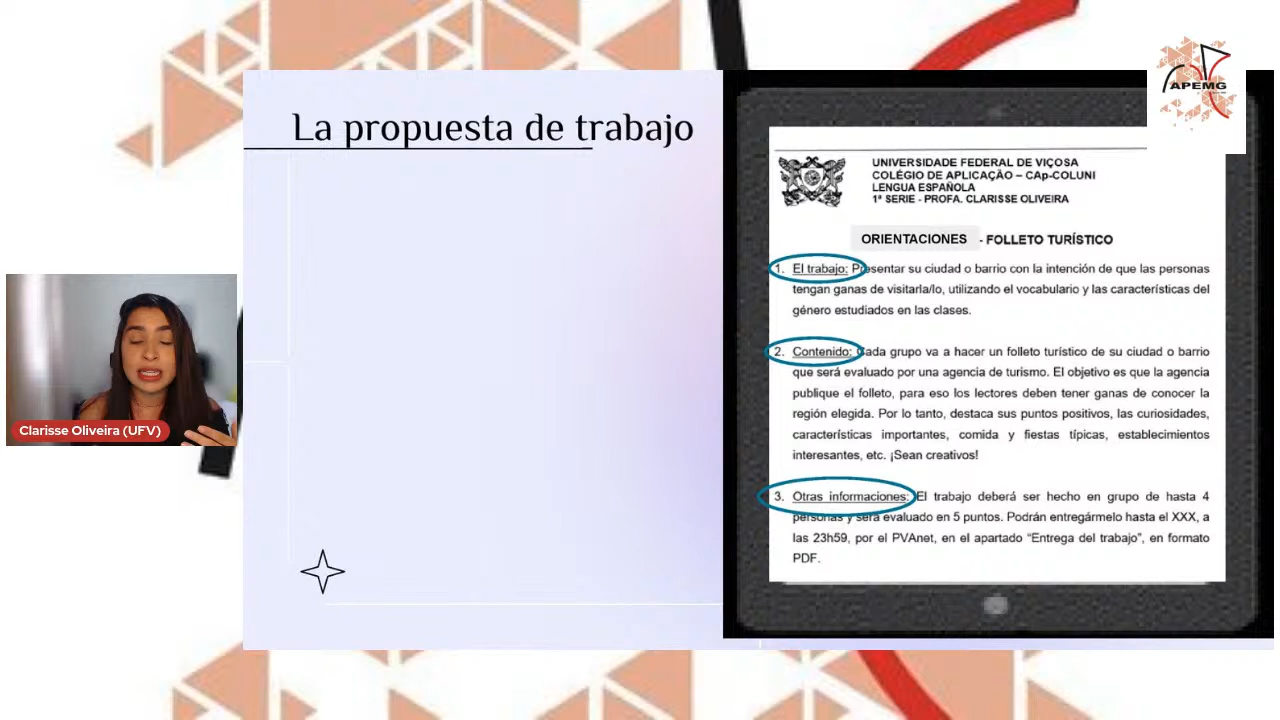 La propuesta de trabajo
APEMG
UNIVERSIDADE FEDERAL DE VIÇOSA
COLÉGIO DE APLICAÇÃO – CAp-COLUNI
LENGUA ESPAÑOLA
1ª SERIE - PROFA. CLARISSE OLIVEIRA
ORIENTACIONES - FOLLETO TURÍSTICO
1. El trabajo: Presentar su ciudad o barrio con la intención de que las personas
tengan ganas de visitarla/lo, utilizando el vocabulario y las características del
género estudiados en las clases.
2. Contenido: Cada grupo va a hacer un folleto turístico de su ciudad o barrio
que será evaluado por una agencia de turismo. El objetivo es que la agencia
publique el folleto, para eso los lectores deben tener ganas de conocer la
región elegida. Por lo tanto, destaca sus puntos positivos, las curiosidades,
características importantes, comida y fiestas típicas, establecimientos
interesantes, etc. ¡Sean creativos!
3. Otras informaciones: El trabajo deberá ser hecho en grupo de hasta 4
personas y será evaluado en 5 puntos. Podrán entregármelo hasta el XXX, a
las 23h59, por el PVAnet, en el apartado “Entrega del trabajo”, en formato
PDF.
Clarisse Oliveira (UFV)